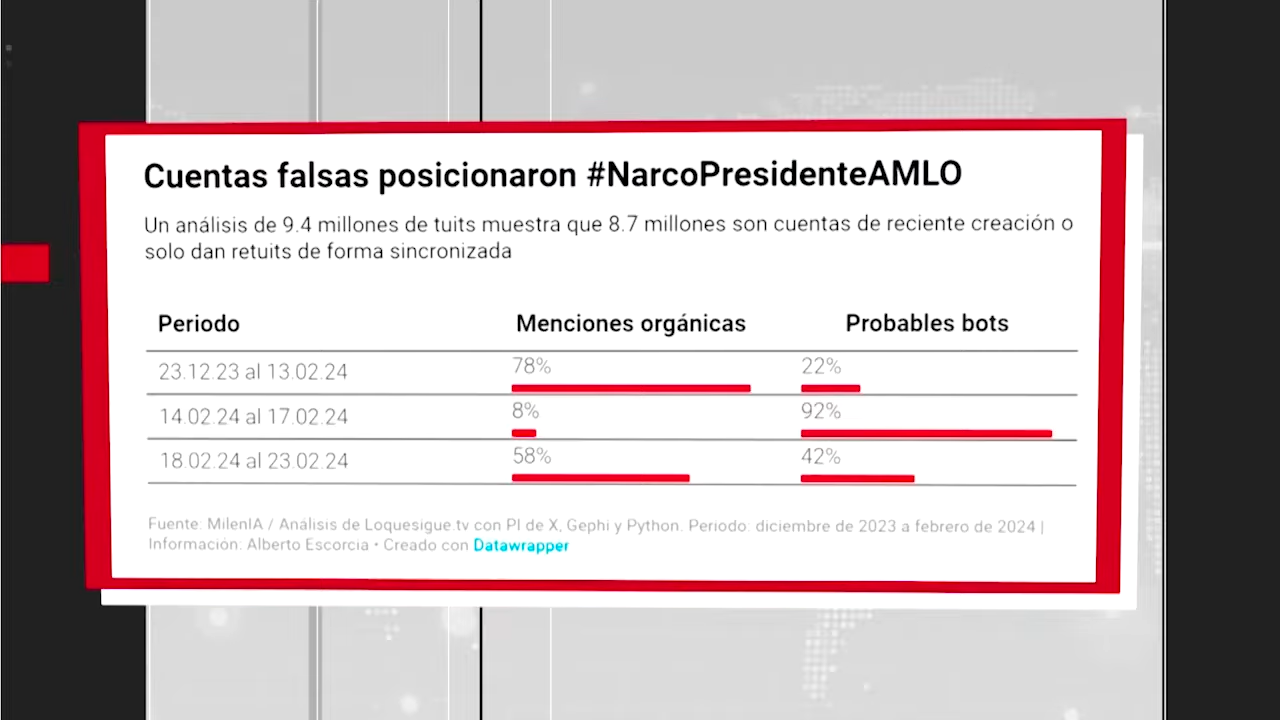 Cuentas falsas posicionaron #NarcoPresidenteAMLO
Un análisis de 9.4 millones de tuits muestra que 8.7 millones son cuentas de reciente creación o
solo dan retuits de forma sincronizada
Periodo Menciones orgánicas Probables bots
23.12.23 al 13.02.24 78% 22%
14.02.24 al 17.02.24 8% 92%
18.02.24 al 23.02.24 58% 42%
Fuente: MilenIA / Análisis de Loquesigue.tv con PI de X, Gephi y Python. Periodo: diciembre de 2023 a febrero de 2024 |
Información: Alberto Escorcia • Creado con Datawrapper